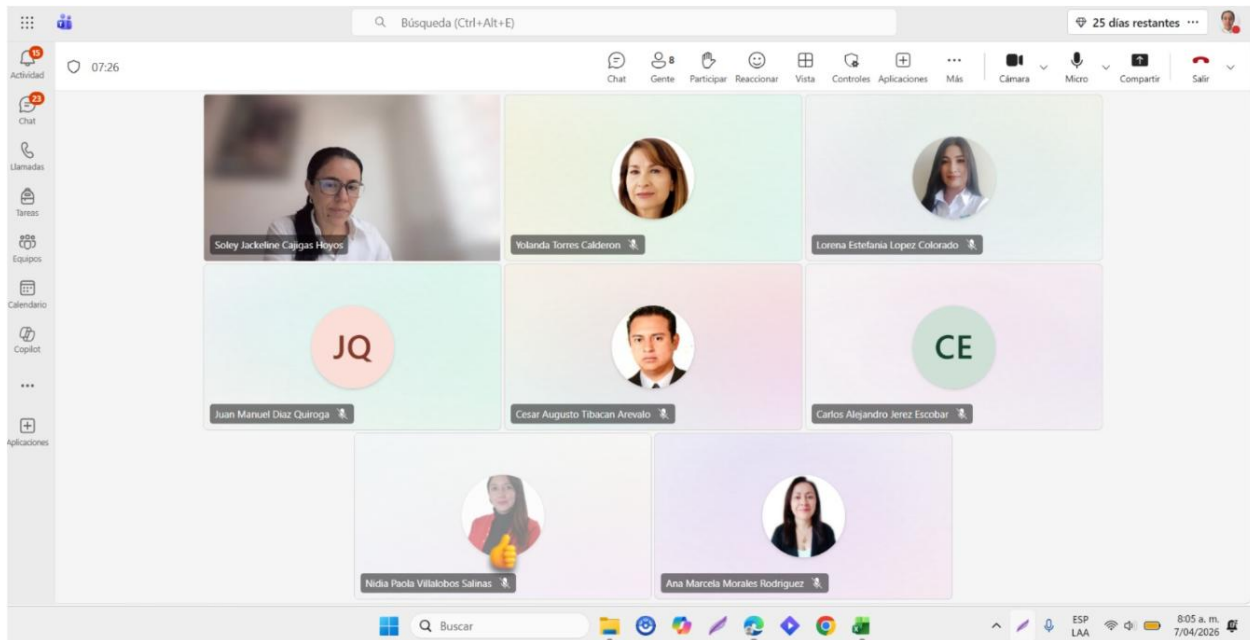 Búsqueda (Ctrl+Alt+E)
25 días restantes ···
15
Actividad
07:26
8
Chat
Gente
Participar
Reaccionar
Vista
Controles
Aplicaciones
Más
Cámara
Micro
Compartir
Salir
23
Chat
Llamadas
Tareas
Equipos
Calendario
Copilot
Aplicaciones
Soley Jackeline Cajigas Hoyos
Yolanda Torres Calderon
Lorena Estefania Lopez Colorado
JQ
CE
Juan Manuel Diaz Quiroga
Cesar Augusto Tibacan Arevalo
Carlos Alejandro Jerez Escobar
Nidia Paola Villalobos Salinas
Ana Marcela Morales Rodriguez
Buscar
ESP
LAA
8:05 a. m.
7/04/2026